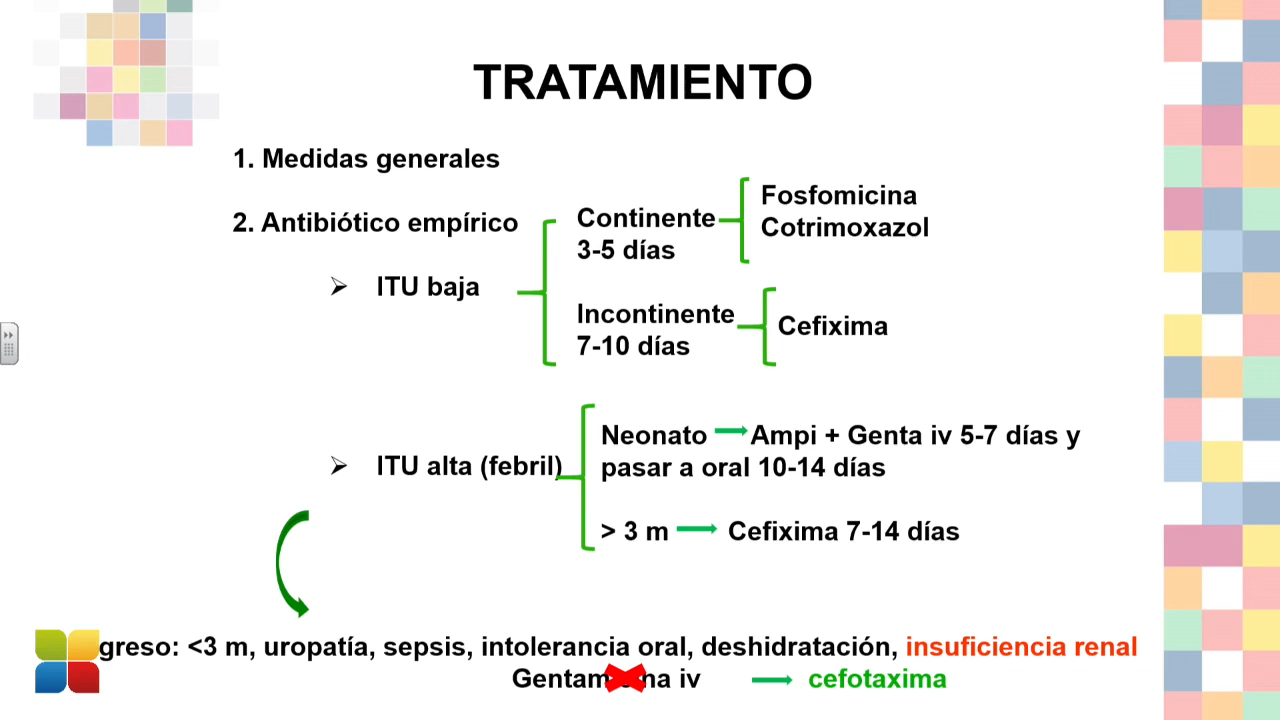 TRATAMIENTO
1. Medidas generales
2. Antibiótico empírico
ITU baja
Continente
3-5 días
Fosfomicina
Cotrimoxazol
Incontinente
7-10 días
Cefixima
ITU alta (febril)
Neonato Ampi + Genta iv 5-7 días y
pasar a oral 10-14 días
> 3 m Cefixima 7-14 días
greso: <3 m, uropatía, sepsis, intolerancia oral, deshidratación, insuficiencia renal
iv cefotaxima